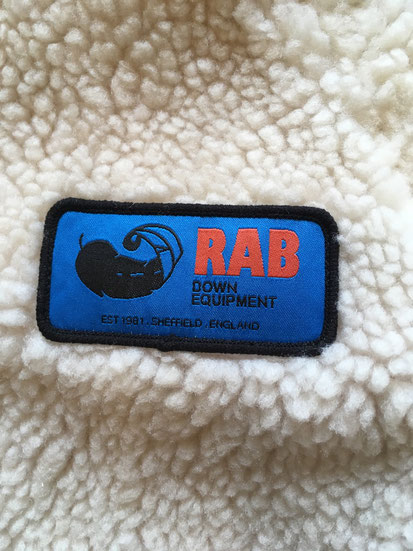 RAB
DOWN
EQUIPMENT
EST 1981. SHEFFIELD. ENGLAND